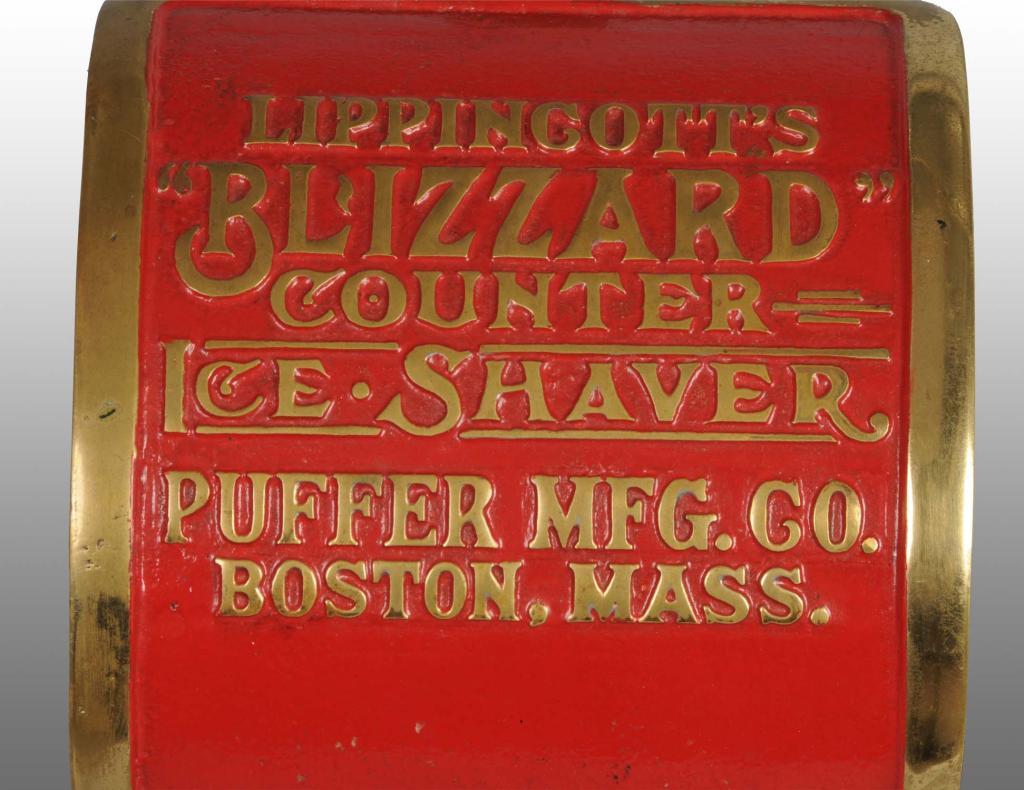 LIPPINCOTT'S
"BLIZZARD"
COUNTER
ICE · SHAVER
PUFFER MFG. CO.
BOSTON, MASS.